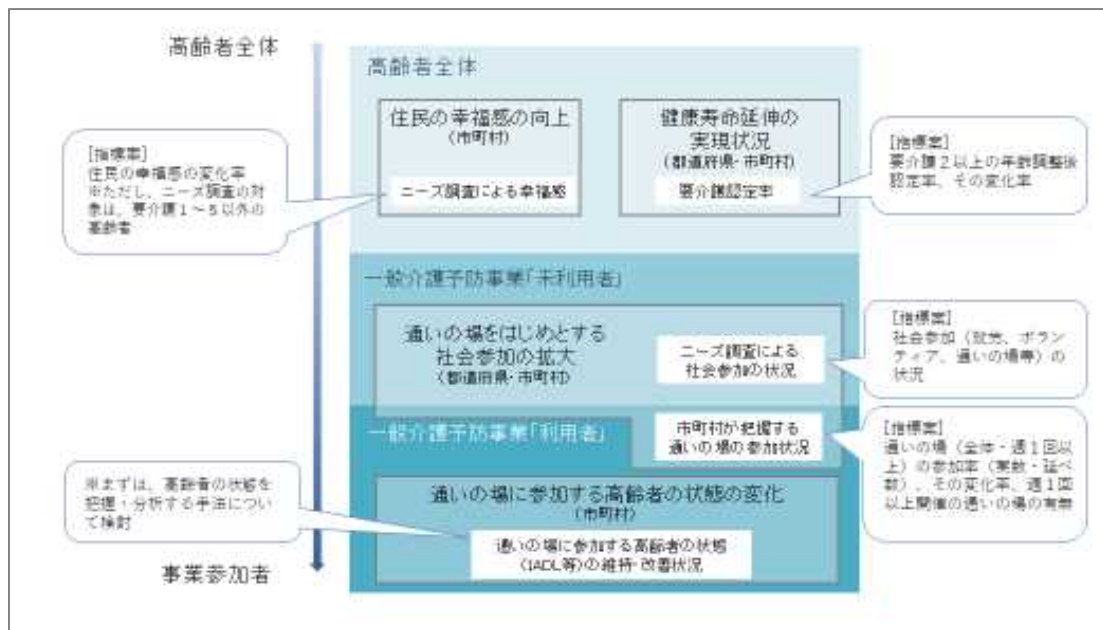 高齢者全体
高齢者全体
住民の幸福感の向上
(市町村)
ニーズ調査による幸福感
健康寿命延伸の
実現状況
(都道府県・市町村)
要介護認定率
[指標案]
住民の幸福感の変化率
※ただし、ニーズ調査の対
象は、要介護1～5以外の
高齢者
[指標案]
要介護2以上の年齢調整後
認定率、その変化率
一般介護予防事業「未利用者」
通いの場をはじめとする
社会参加の拡大
(都道府県・市町村)
ニーズ調査による
社会参加の状況
[指標案]
社会参加（就労、ボラン
ティア、通いの場等）の
状況
一般介護予防事業「利用者」
市町村が把握する
通いの場の参加状況
[指標案]
通いの場（全体・週1回以
上）の参加率（実数・延べ
数）、その変化率、週1回
以上開催の通いの場の有無
※まずは、高齢者の状態を
把握・分析する手法につい
て検討
通いの場に参加する高齢者の状態の変化
(市町村)
通いの場に参加する高齢者の状態
(IADL等)の維持・改善状況
事業参加者